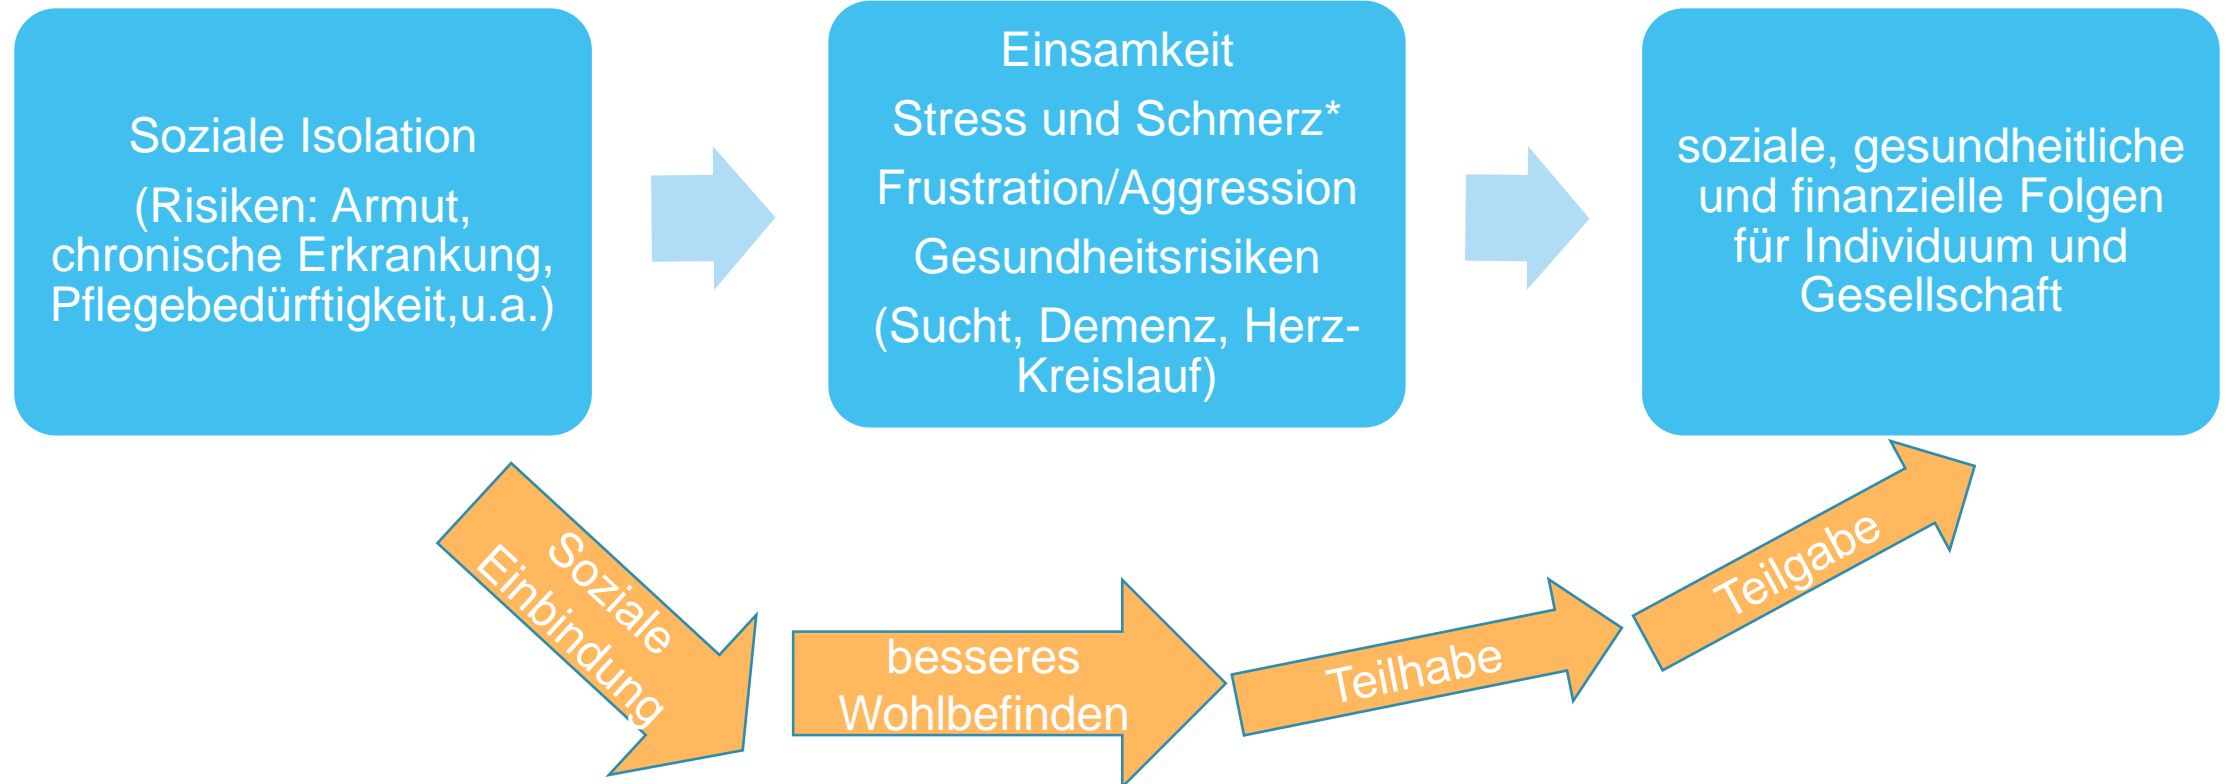 Soziale Isolation
(Risiken: Armut,
chronische Erkrankung,
Pflegebedürftigkeit,u.a.)
Einsamkeit
Stress und Schmerz*
Frustration/Aggression
Gesundheitsrisiken
(Sucht, Demenz, Herz-
Kreislauf)
soziale, gesundheitliche
und finanzielle Folgen
für Individuum und
Gesellschaft
Soziale
Einbindung
besseres
Wohlbefinden
Teilhabe
Teilgabe